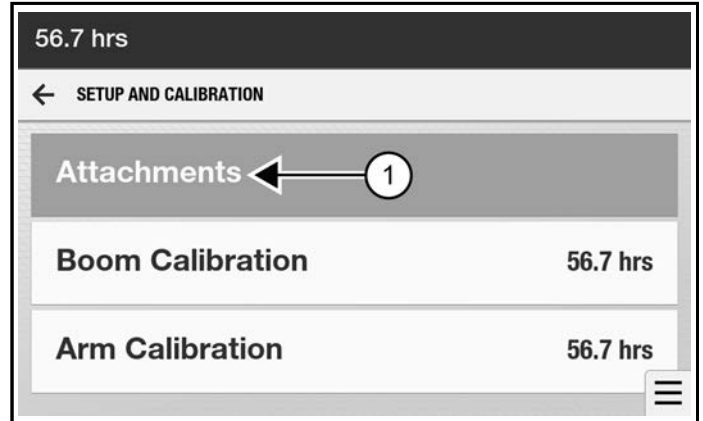 56.7 hrs
SETUP AND CALIBRATION
Attachments
1
Boom Calibration 56.7 hrs
Arm Calibration 56.7 hrs